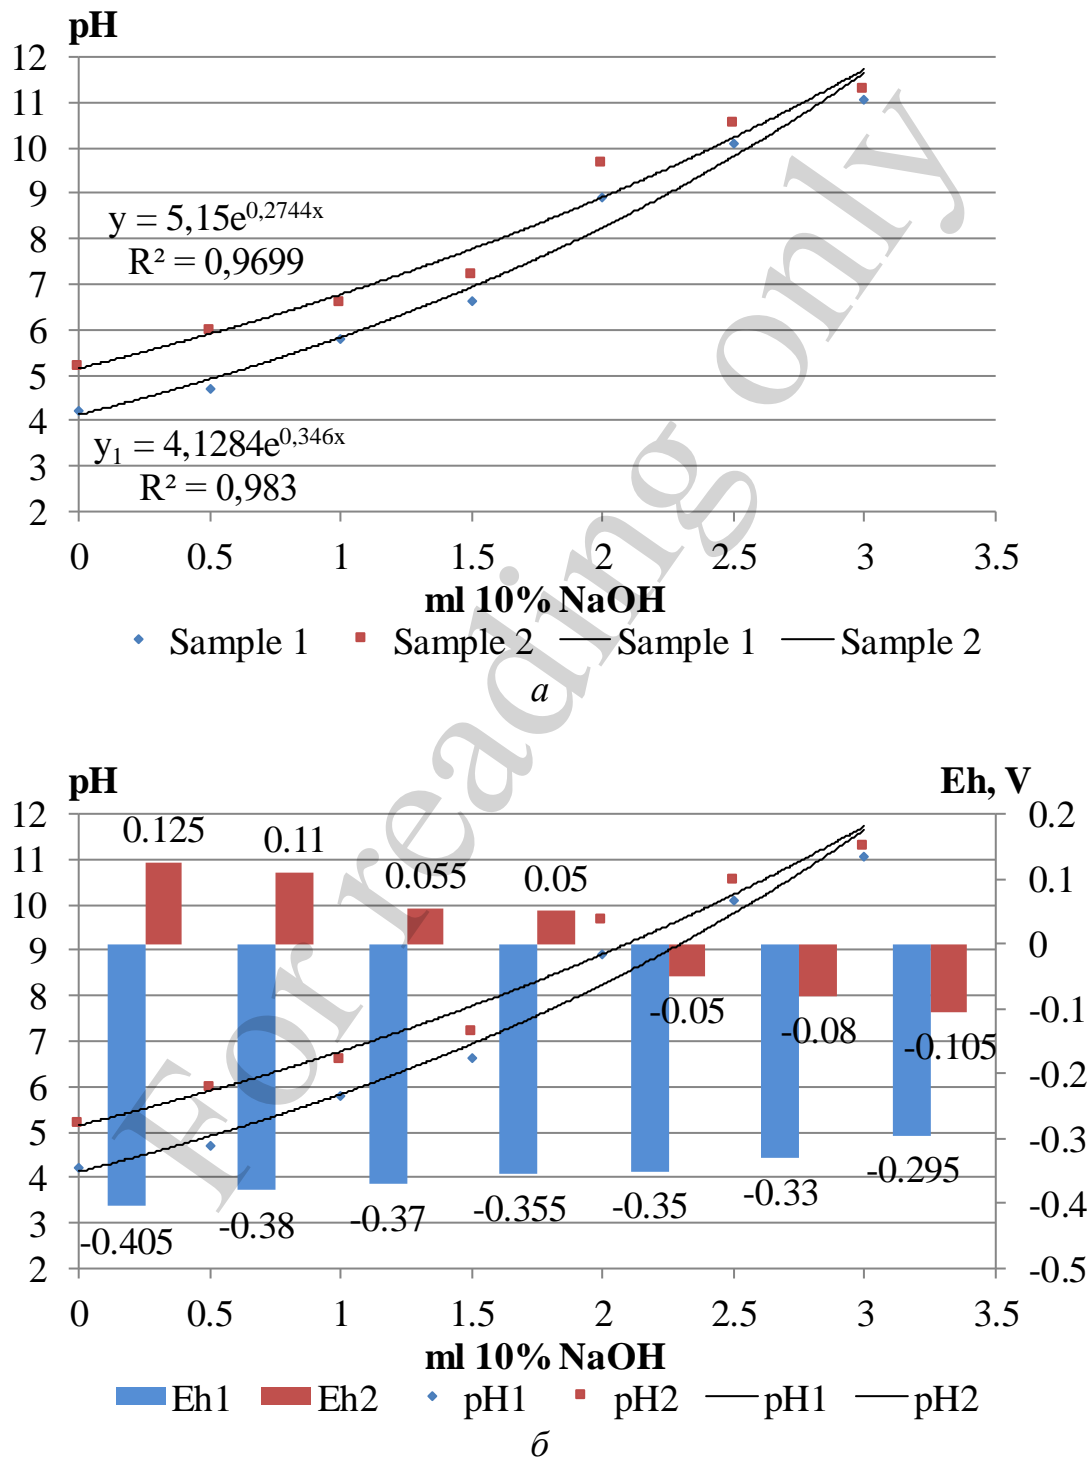 pH
12
11
10
9
8
7
6
5
4
3
2
y = 5,15e^0,2744x
R² = 0,9699
y₁ = 4,1284e^0,346x
R² = 0,983
0 0.5 1 1.5 2 2.5 3 3.5
ml 10% NaOH
Sample 1 Sample 2 Sample 1 Sample 2
а
For reading only
pH Eh, V
12 0.2
11
10 0.1
9 0
8
7 -0.1
6 -0.2
5 -0.3
4
3 -0.4
2 -0.5
0.125 0.11 0.055 0.05
-0.05 -0.08 -0.105
-0.405 -0.38 -0.37 -0.355 -0.35 -0.33 -0.295
0 0.5 1 1.5 2 2.5 3 3.5
ml 10% NaOH
Eh1 Eh2 pH1 pH2 pH1 pH2
б